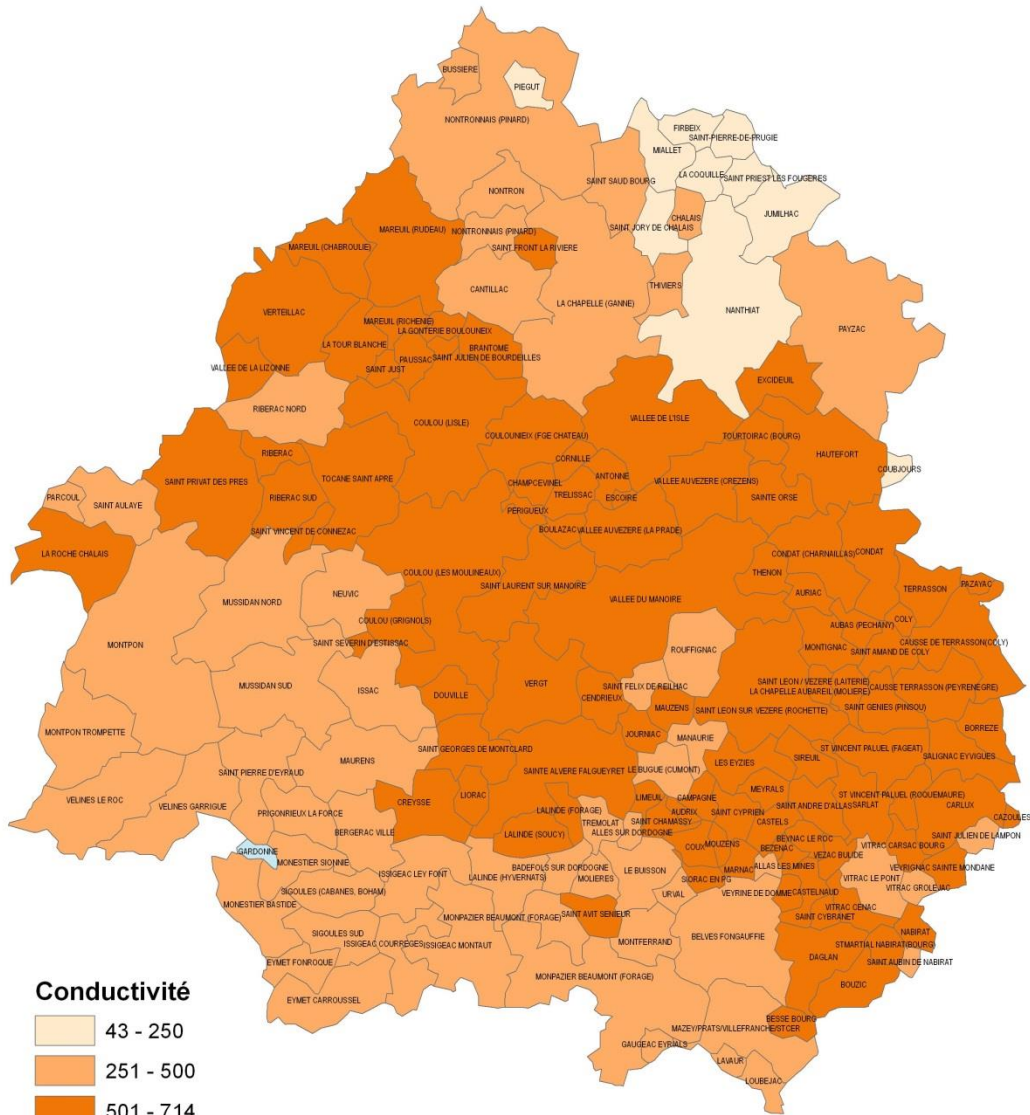 BUSSIERE
PIEGUT
NONTRONNAIS (PINARD)
FIRBEIX
SAINT-PIERRE-DE-FRUGIE
MIALLET
LA COQUILLE
SAINT PRIEST LES FOUGERES
SAINT SAUD BOURG
NONTRON
JUMILHAC
CHALAIS
SAINT JORY DE CHALAIS
MAREUIL (RUDEAU)
NONTRONNAIS (PINARD)
MAREUIL (CHABROULIE)
SAINT FRONT LA RIVIERE
CANTILLAC
THIVIERS
LA CHAPELLE (GANNE)
NANTHIAT
VERTEILLAC
MAREUIL (RICHENIE)
LA GONTERIE BOULOUNEIX
PAYZAC
LA TOUR BLANCHE
BRANTOME
PAUSSAC
SAINT JULIEN DE BOURDEILLES
VALLEE DE LA LIZONNE
SAINT JUST
EXCIDEUIL
RIBERAC NORD
COULOU (LISLE)
VALLEE DE L'ISLE
COULOUNIEIX (FGE CHATEAU)
TOURTOIRAC (BOURG)
RIBERAC
CORNILLE
HAUTEFORT
COUBJOURS
SAINT PRIVAT DES PRES
TOCANE SAINT APRE
CHAMPCEVINEL
ANTONNE
VALLEE AUVEZERE (CREZENS)
PARCOUL
SAINT AULAYE
RIBERAC SUD
TRELISSAC
ESCOIRE
SAINTE ORSE
PÉRIGUEUX
SAINT VINCENT DE CONNEZAC
BOULAZAC
VALLEE AUVEZERE (LA PRADE)
LA ROCHE CHALAIS
CONDAT (CHARNAILLAS)
CONDAT
COULOU (LES MOULINEAUX)
THENON
SAINT LAURENT SUR MANOIRE
TERRASSON
PAZAYAC
NEUVIC
AURIAC
MUSSIDAN NORD
VALLEE DU MANOIRE
COULOU (GRIGNOLS)
AUBAS (PECHANY)
COLY
MONTPON
SAINT SEVERIN D'ESTISSAC
MONTIGNAC
CAUSSE DE TERRASSON(COLY)
SAINT AMAND DE COLY
ROUFFIGNAC
MUSSIDAN SUD
ISSAC
VERGT
SAINT LEON / VEZERE (LAITERIE)
SAINT FELIX DE REILHAC
CAUSSE TERRASSON (PEYRENEGRE)
LA CHAPELLE AUBAREIL (MOLIERE)
DOUVILLE
CENDRIEUX
MAUZENS
SAINT LEON SUR VEZERE (ROCHETTE)
SAINT GENIES (PINSOU)
MONTPON TROMPETTE
BORREZE
JOURNIAC
MANAURIE
SAINT GEORGES DE MONTCLARD
ST VINCENT PALUEL (FAGEAT)
MAURENS
SIREUIL
SALIGNAC EYVIGUES
LES EYZIES
SAINT PIERRE D'EYRAUD
SAINTE ALVERE FALGUEYRET
LE BUGUE (CUMONT)
LIORAC
MEYRALS
ST VINCENT PALUEL (ROQUEMAURE)
VELINES LE ROC
CREYSSE
LIMEUIL
CAMPAGNE
SAINT ANDRE D'ALLAS
SARLAT
CARLUX
VELINES GARRIGUE
LALINDE (FORAGE)
AUDRIX
SAINT CYPRIEN
CAZOULES
PRIGONRIEUX LA FORCE
TREMOLAT
SAINT CHAMASSY
CASTELS
BERGERAC VILLE
LALINDE (SOUCY)
ALLES SUR DORDOGNE
BEYNAC LE ROC
SAINT JULIEN DE LAMPON
COUX
MOUZENS
BEZENAC
VITRAC CARSAC BOURG
GARDONNE
VEZAC BULIDE
MONESTIER SIONNIE
BADEFOLS SUR DORDOGNE
LE BUISSON
MARNAC
ALLAS LES MINES
VEYRIGNAC SAINTE MONDANE
ISSIGEAC LEY FONT
LALINDE (HYVERNATS)
MOLIERES
SIORAC EN PG
VITRAC LE PONT
SIGOULES (CABANES, BOHAM)
URVAL
VEYRINE DE DOMME
CASTELNAUD
VITRAC GROLEJAC
MONESTIER BASTIDE
VITRAC CENAC
MONPAZIER BEAUMONT (FORAGE)
SAINT AVIT SENIEUR
SAINT CYBRANET
SIGOULES SUD
NABIRAT
ISSIGEAC COURREGES
ISSIGEAC MONTAUT
MONTFERRAND
BELVES FONGAUFFIE
STMARTIAL NABIRAT(BOURG)
EYMET FONROQUE
DAGLAN
SAINT AUBIN DE NABIRAT
MONPAZIER BEAUMONT (FORAGE)
BOUZIC
EYMET CARROUSSEL
Conductivité
BESSE BOURG
MAZEY/PRATS/VILLEFRANCHE/STCER
43 - 250
GAUGEAC EYRIALS
LAVAUR
251 - 500
LOUBEJAC
501 - 714